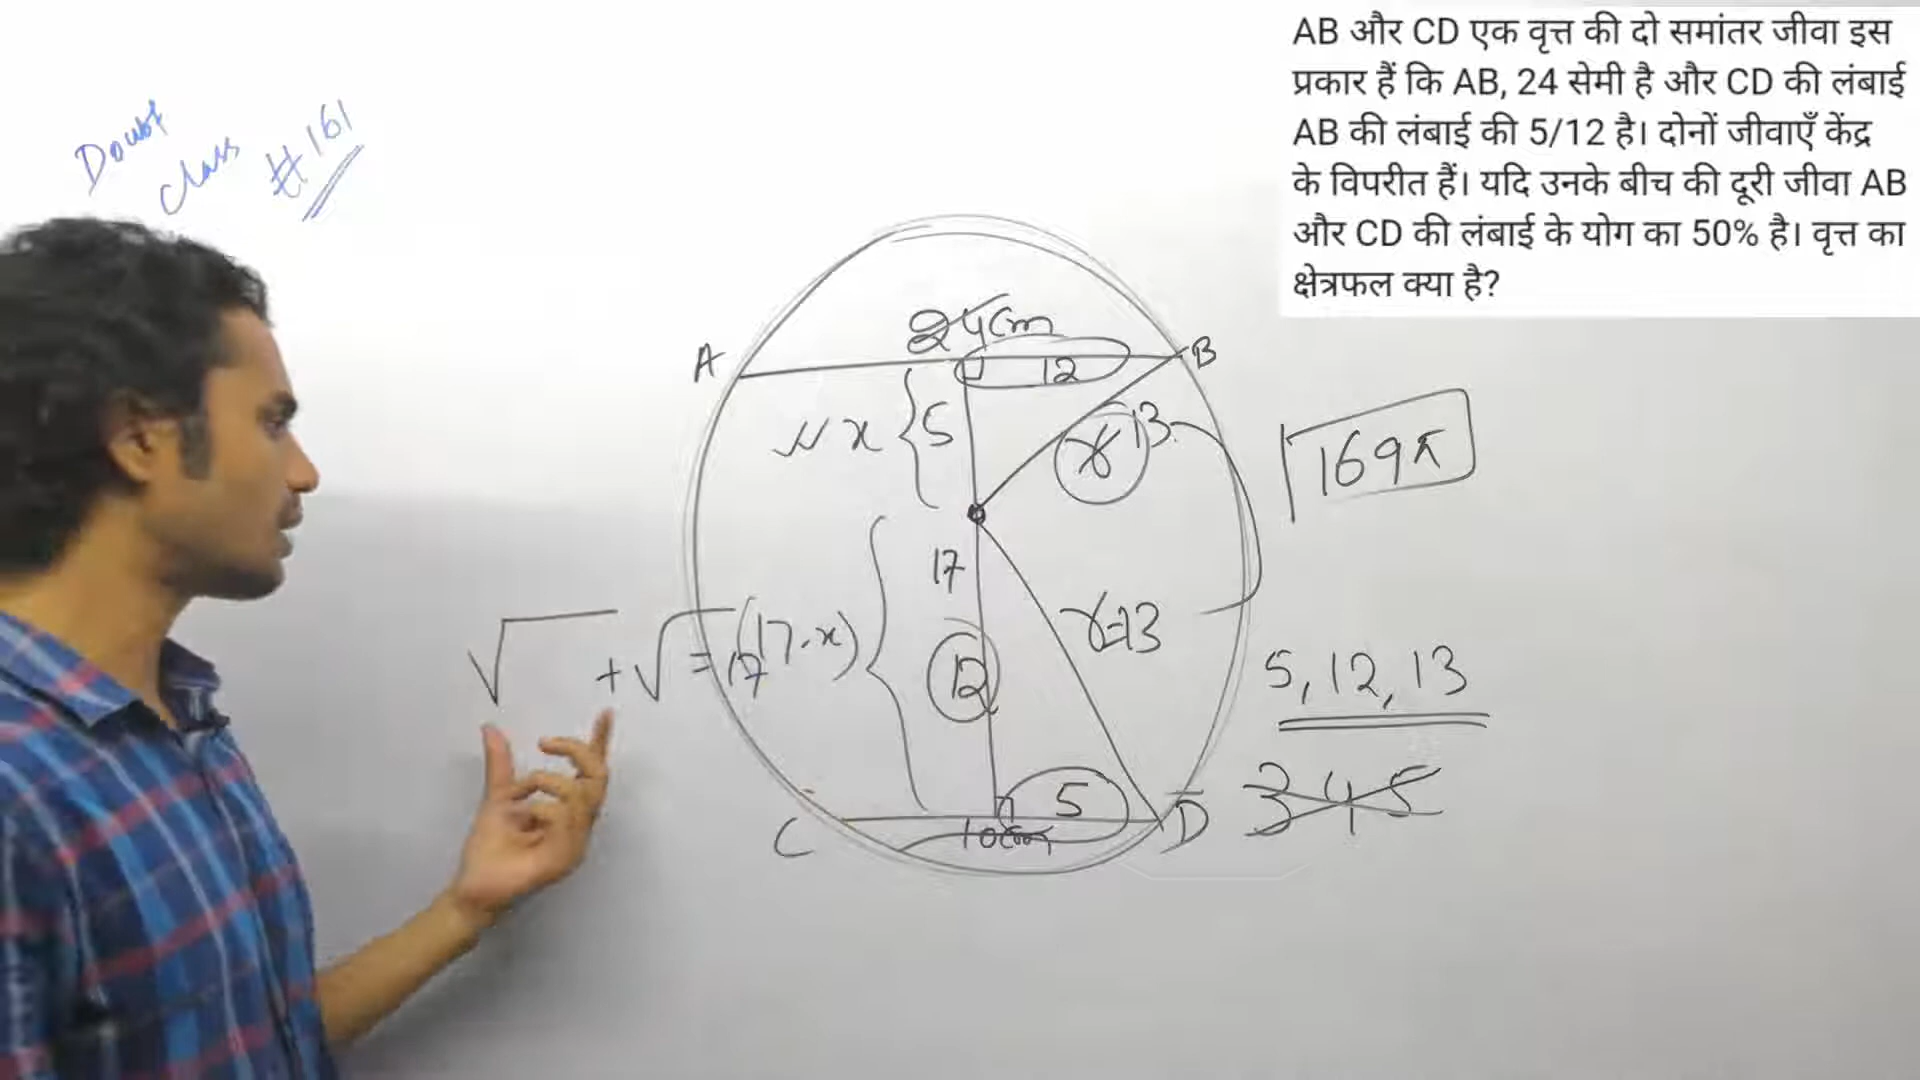 AB और CD एक वृत्त की दो समांतर जीवा इस
प्रकार हैं कि AB, 24 सेमी है और CD की लंबाई
AB की लंबाई की 5/12 है। दोनों जीवाएँ केंद्र
के विपरीत हैं। यदि उनके बीच की दूरी जीवा AB
और CD की लंबाई के योग का 50% है। वृत्त का
क्षेत्रफल क्या है?
Doubt
Class #161
24cm
A B
12
x { 5
r 13
169π
17
(17-x) {
√ + √ = 17
12
r=13
5, 12, 13
3 4 5
5
C D
10cm